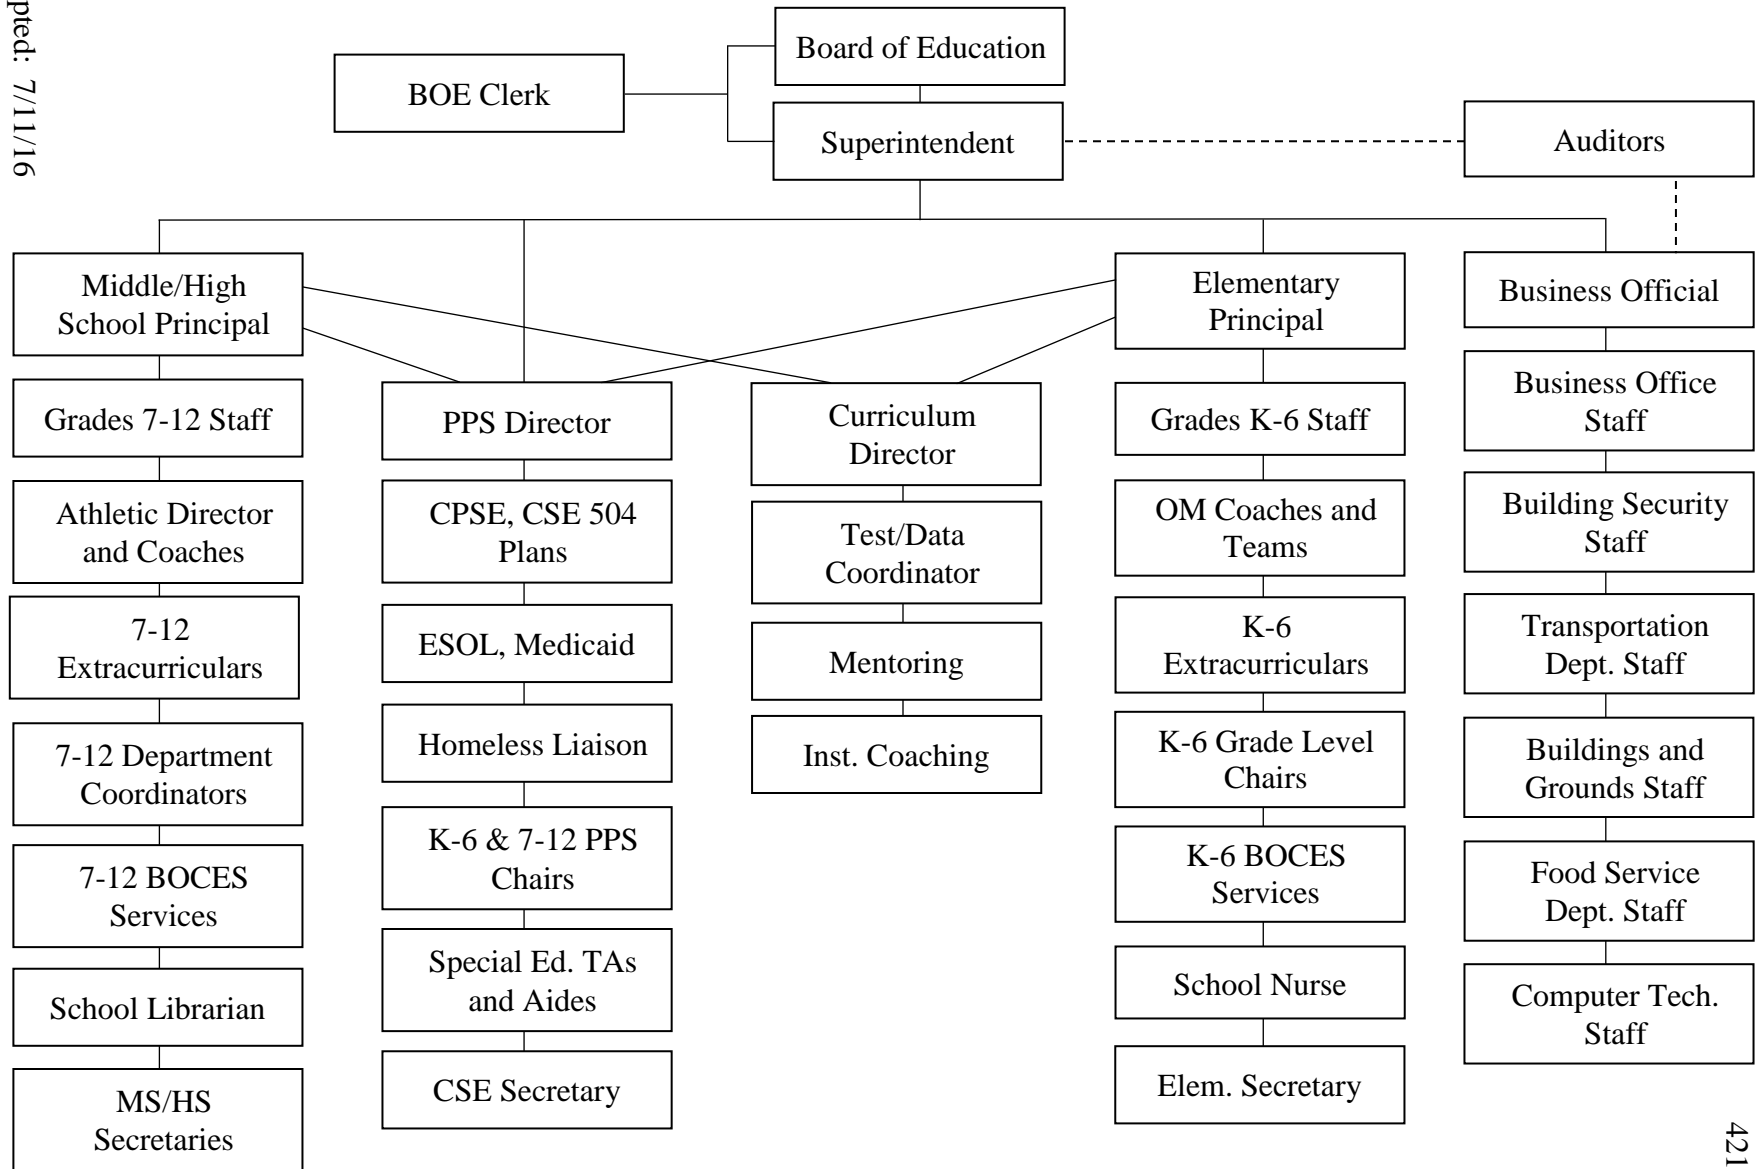 pted: 7/11/16
Board of Education
BOE Clerk
Superintendent
Auditors
Middle/High
School Principal
Grades 7-12 Staff
Athletic Director
and Coaches
7-12
Extracurriculars
7-12 Department
Coordinators
7-12 BOCES
Services
School Librarian
MS/HS
Secretaries
PPS Director
CPSE, CSE 504
Plans
ESOL, Medicaid
Homeless Liaison
K-6 & 7-12 PPS
Chairs
Special Ed. TAs
and Aides
CSE Secretary
Curriculum
Director
Test/Data
Coordinator
Mentoring
Inst. Coaching
Elementary
Principal
Grades K-6 Staff
OM Coaches and
Teams
K-6
Extracurriculars
K-6 Grade Level
Chairs
K-6 BOCES
Services
School Nurse
Elem. Secretary
Business Official
Business Office
Staff
Building Security
Staff
Transportation
Dept. Staff
Buildings and
Grounds Staff
Food Service
Dept. Staff
Computer Tech.
Staff
421